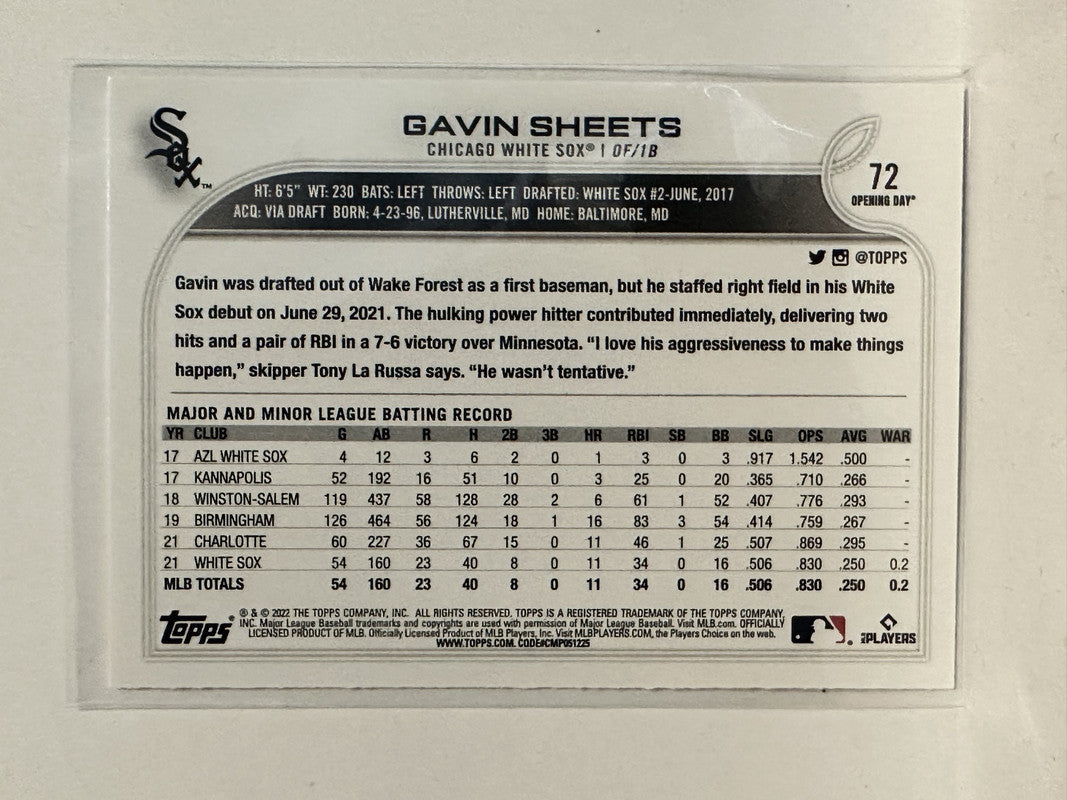 Sox™
GAVIN SHEETS
CHICAGO WHITE SOX® | OF/1B
72
OPENING DAY®
HT: 6'5" WT: 230 BATS: LEFT THROWS: LEFT DRAFTED: WHITE SOX #2-JUNE, 2017
ACQ: VIA DRAFT BORN: 4-23-96, LUTHERVILLE, MD HOME: BALTIMORE, MD
@TOPPS
Gavin was drafted out of Wake Forest as a first baseman, but he staffed right field in his White
Sox debut on June 29, 2021. The hulking power hitter contributed immediately, delivering two
hits and a pair of RBI in a 7-6 victory over Minnesota. “I love his aggressiveness to make things
happen,” skipper Tony La Russa says. “He wasn’t tentative.”
MAJOR AND MINOR LEAGUE BATTING RECORD
YR CLUB G AB R H 2B 3B HR RBI SB BB SLG OPS AVG WAR
17 AZL WHITE SOX 4 12 3 6 2 0 1 3 0 3 .917 1.542 .500 -
17 KANNAPOLIS 52 192 16 51 10 0 3 25 0 20 .365 .710 .266 -
18 WINSTON-SALEM 119 437 58 128 28 2 6 61 1 52 .407 .776 .293 -
19 BIRMINGHAM 126 464 56 124 18 1 16 83 3 54 .414 .759 .267 -
21 CHARLOTTE 60 227 36 67 15 0 11 46 1 25 .507 .869 .295 -
21 WHITE SOX 54 160 23 40 8 0 11 34 0 16 .506 .830 .250 0.2
MLB TOTALS 54 160 23 40 8 0 11 34 0 16 .506 .830 .250 0.2
Topps®
® & © 2022 THE TOPPS COMPANY, INC. ALL RIGHTS RESERVED. TOPPS IS A REGISTERED TRADEMARK OF THE TOPPS COMPANY,
INC. Major League Baseball trademarks and copyrights are used with permission of Major League Baseball. Visit MLB.com. OFFICIALLY
LICENSED PRODUCT OF MLB. Officially Licensed Product of MLB Players, Inc. Visit MLBPLAYERS.COM, the Players Choice on the web.
WWW.TOPPS.COM. CODE#CMP051225
MLB PLAYERS